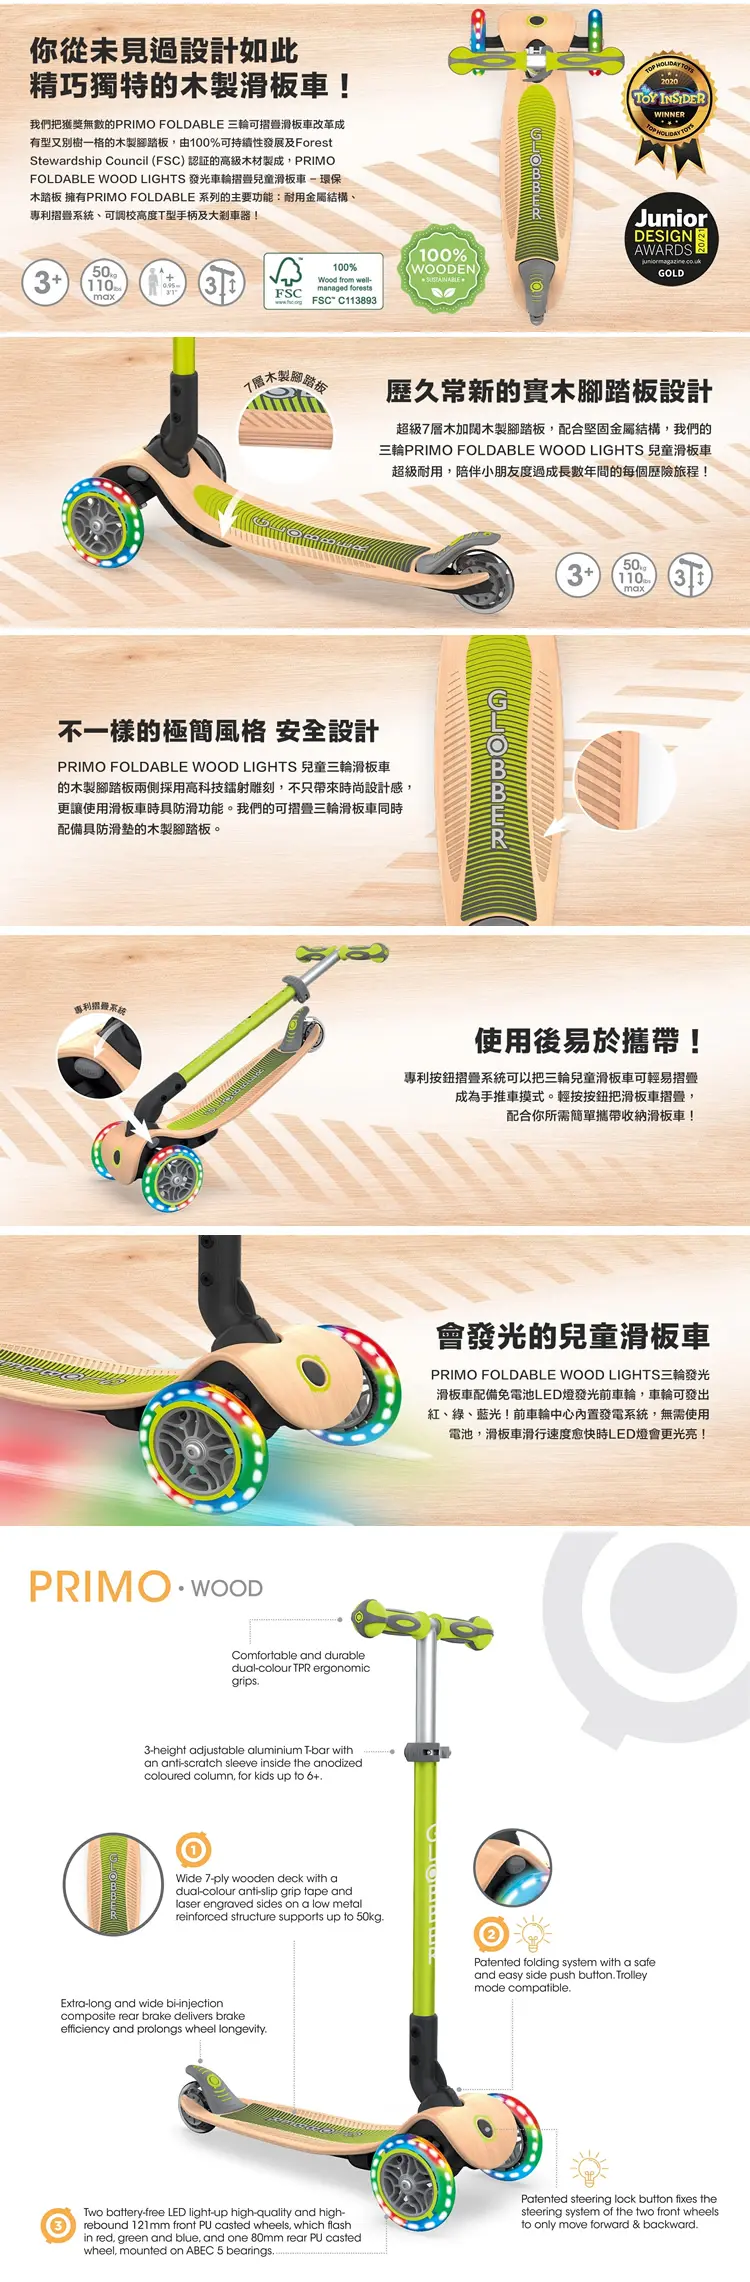 你從未見過設計如此
精巧獨特的木製滑板車！
我們把獲獎無數的PRIMO FOLDABLE 三輪可摺疊滑板車改革成
有型又別樹一格的木製腳踏板，由100%可持續性發展及Forest
Stewardship Council (FSC) 認証的高級木材製成，PRIMO
FOLDABLE WOOD LIGHTS 發光車輪摺疊兒童滑板車 – 環保
木踏板 擁有PRIMO FOLDABLE 系列的主要功能：耐用金屬結構、
專利摺疊系統、可調校高度T型手柄及大剎車器！
3+
50kg
110lbs
max
A
+
0.95 m
3'1"
3
FSC
www.fsc.org
100%
Wood from well-
managed forests
FSC™ C113893
100%
WOODEN
SUSTAINABLE
GLOBBER
TOP HOLIDAY TOYS
2020
TOY INSIDER
WINNER
TOP HOLIDAY TOYS
Junior
DESIGN
AWARDS
20/21
juniormagazine.co.uk
GOLD
7層木製腳踏板
GLOBBER
歷久常新的實木腳踏板設計
超級7層木加闊木製腳踏板，配合堅固金屬結構，我們的
三輪PRIMO FOLDABLE WOOD LIGHTS 兒童滑板車
超級耐用，陪伴小朋友度過成長數年間的每個歷險旅程！
3+
50kg
110lbs
max
3
不一樣的極簡風格 安全設計
PRIMO FOLDABLE WOOD LIGHTS 兒童三輪滑板車
的木製腳踏板兩側採用高科技鐳射雕刻，不只帶來時尚設計感，
更讓使用滑板車時具防滑功能。我們的可摺疊三輪滑板車同時
配備具防滑墊的木製腳踏板。
GLOBBER
專利摺疊系統
使用後易於攜帶！
專利按鈕摺疊系統可以把三輪兒童滑板車可輕易摺疊
成為手推車摸式。輕按按鈕把滑板車摺疊，
配合你所需簡單攜帶收納滑板車！
會發光的兒童滑板車
PRIMO FOLDABLE WOOD LIGHTS三輪發光
滑板車配備免電池LED燈發光前車輪，車輪可發出
紅、綠、藍光！前車輪中心內置發電系統，無需使用
電池，滑板車滑行速度愈快時LED燈會更光亮！
PRIMO · WOOD
Comfortable and durable
dual-colour TPR ergonomic
grips.
3-height adjustable aluminium T-bar with
an anti-scratch sleeve inside the anodized
coloured column, for kids up to 6+.
GLOBBER
1
Wide 7-ply wooden deck with a
dual-colour anti-slip grip tape and
laser engraved sides on a low metal
reinforced structure supports up to 50kg.
GLOBBER
2
Patented folding system with a safe
and easy side push button. Trolley
mode compatible.
Extra-long and wide bi-injection
composite rear brake delivers brake
efficiency and prolongs wheel longevity.
Patented steering lock button fixes the
steering system of the two front wheels
to only move forward & backward.
3
Two battery-free LED light-up high-quality and high-
rebound 121mm front PU casted wheels, which flash
in red, green and blue, and one 80mm rear PU casted
wheel, mounted on ABEC 5 bearings.